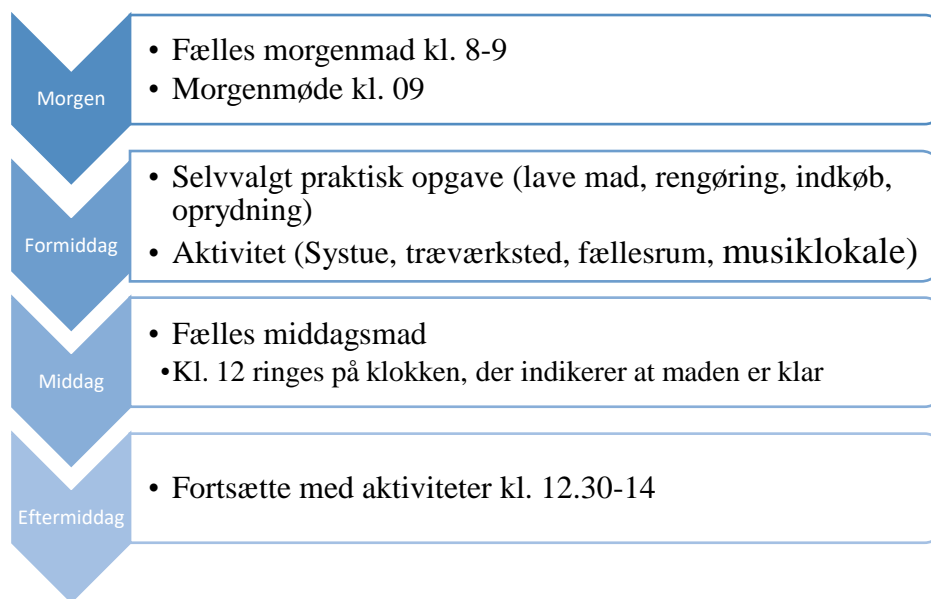 Morgen
• Fælles morgenmad kl. 8-9
• Morgenmøde kl. 09
Formiddag
• Selvvalgt praktisk opgave (lave mad, rengøring, indkøb,
oprydning)
• Aktivitet (Systue, træværksted, fællesrum, musiklokale)
Middag
• Fælles middagsmad
•Kl. 12 ringes på klokken, der indikerer at maden er klar
Eftermiddag
• Fortsætte med aktiviteter kl. 12.30-14